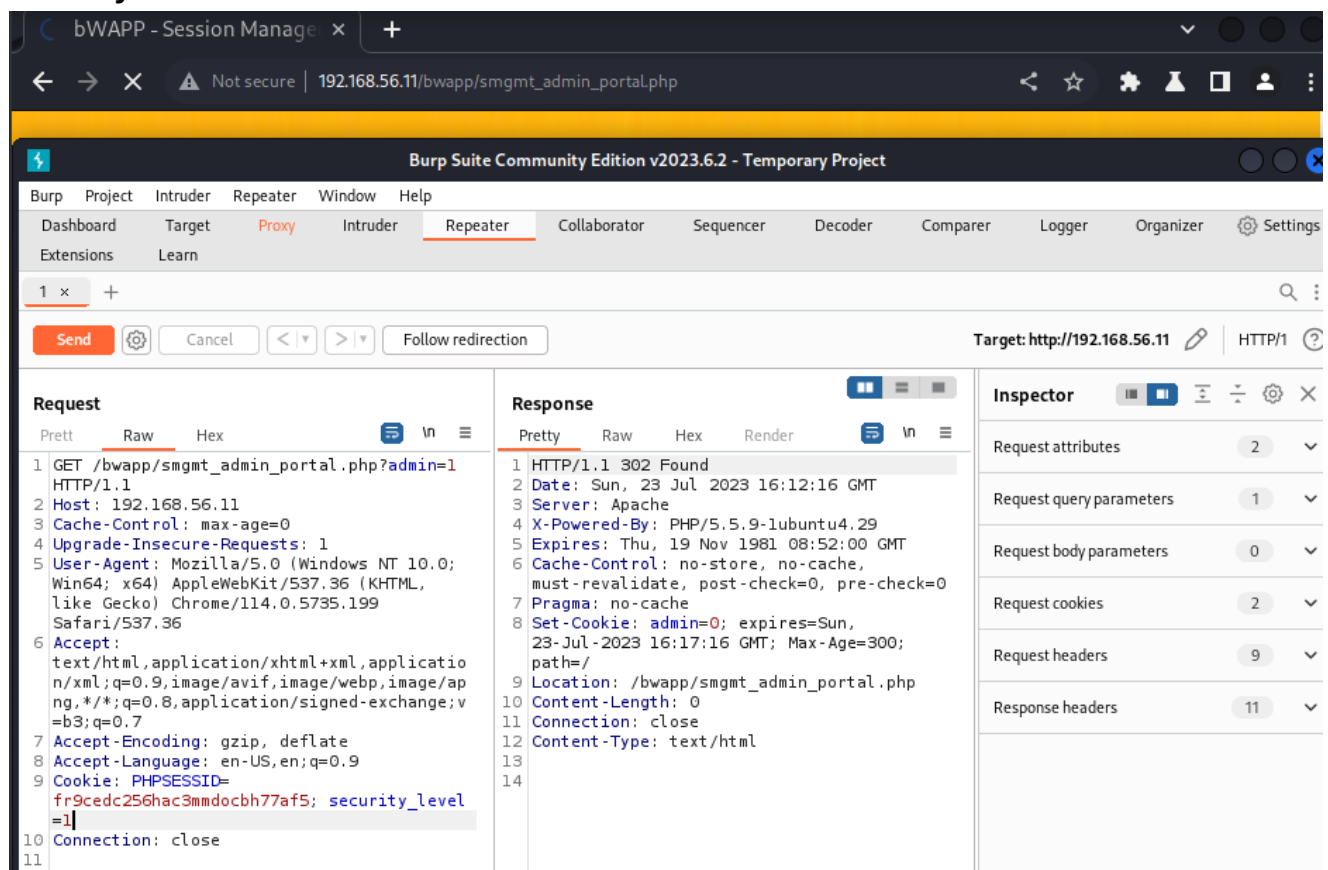 bWAPP - Session Manage
Not secure | 192.168.56.11/bwapp/smgmt_admin_portal.php
Burp Suite Community Edition v2023.6.2 - Temporary Project
Burp Project Intruder Repeater Window Help
Dashboard Target Proxy Intruder Repeater Collaborator Sequencer Decoder Comparer Logger Organizer Settings
Extensions Learn
1 × +
Send Cancel < > Follow redirection Target: http://192.168.56.11 HTTP/1 ?
Request
Prett Raw Hex \n
1 GET /bwapp/smgmt_admin_portal.php?admin=1
HTTP/1.1
2 Host: 192.168.56.11
3 Cache-Control: max-age=0
4 Upgrade-Insecure-Requests: 1
5 User-Agent: Mozilla/5.0 (Windows NT 10.0;
Win64; x64) AppleWebKit/537.36 (KHTML,
like Gecko) Chrome/114.0.5735.199
Safari/537.36
6 Accept:
text/html,application/xhtml+xml,applicatio
n/xml;q=0.9,image/avif,image/webp,image/ap
ng,*/*;q=0.8,application/signed-exchange;v
=b3;q=0.7
7 Accept-Encoding: gzip, deflate
8 Accept-Language: en-US,en;q=0.9
9 Cookie: PHPSESSID=
fr9cedc256hac3mmdocbh77af5; security_level
=1
10 Connection: close
11
Response
Pretty Raw Hex Render \n
1 HTTP/1.1 302 Found
2 Date: Sun, 23 Jul 2023 16:12:16 GMT
3 Server: Apache
4 X-Powered-By: PHP/5.5.9-1ubuntu4.29
5 Expires: Thu, 19 Nov 1981 08:52:00 GMT
6 Cache-Control: no-store, no-cache,
must-revalidate, post-check=0, pre-check=0
7 Pragma: no-cache
8 Set-Cookie: admin=0; expires=Sun,
23-Jul-2023 16:17:16 GMT; Max-Age=300;
path=/
9 Location: /bwapp/smgmt_admin_portal.php
10 Content-Length: 0
11 Connection: close
12 Content-Type: text/html
13
14
Inspector
Request attributes 2
Request query parameters 1
Request body parameters 0
Request cookies 2
Request headers 9
Response headers 11